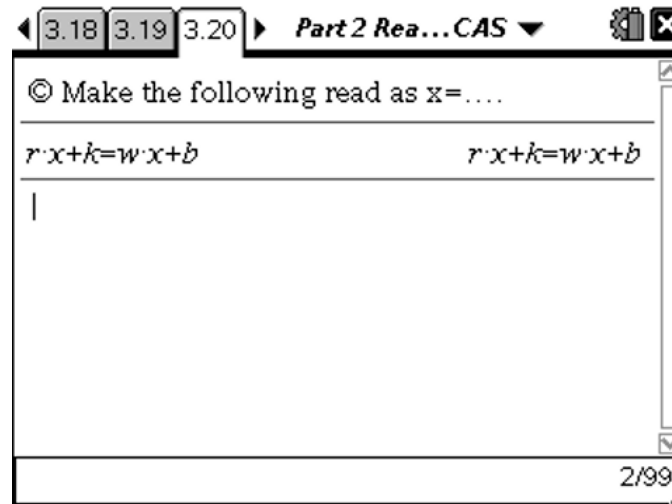 3.18 3.19 3.20 Part 2 Rea...CAS
© Make the following read as x=....
r·x+k=w·x+b r·x+k=w·x+b
2/99